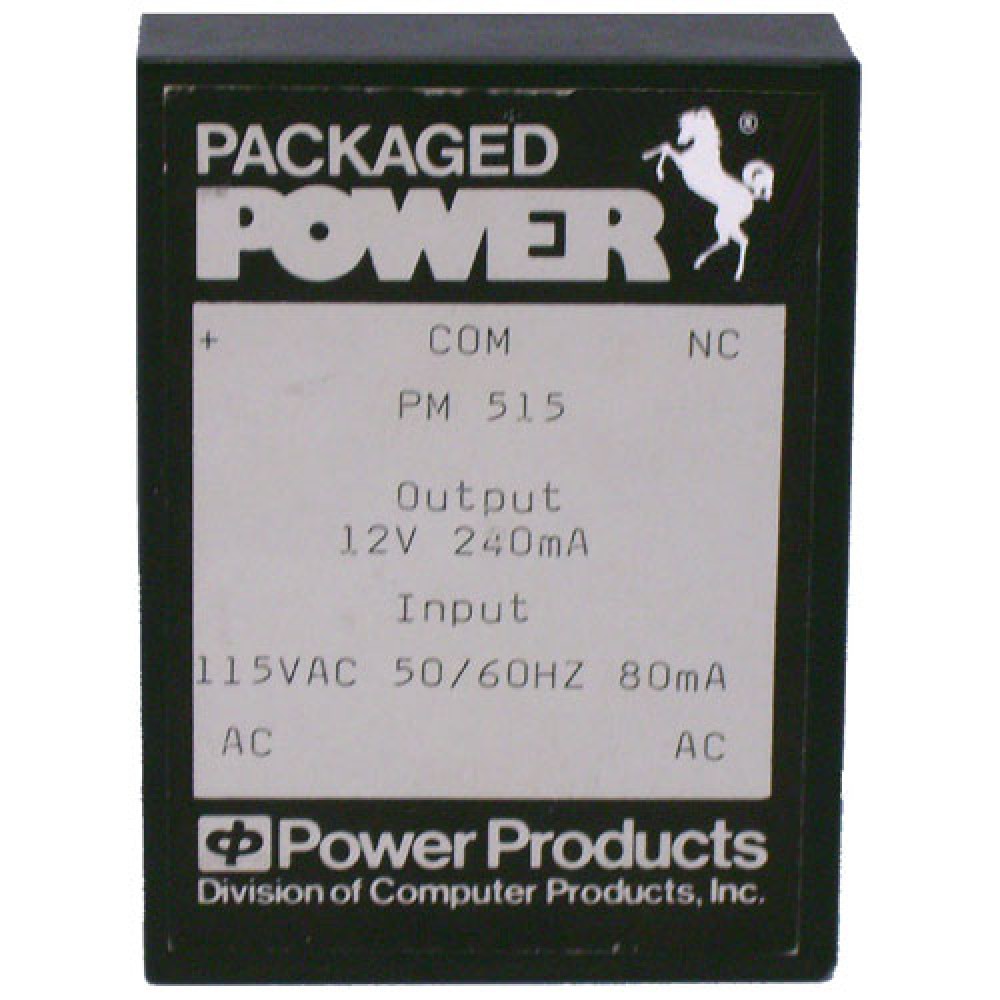 PACKAGED
POWER ®
+ COM NC
PM 515
Output
12V 240mA
Input
115VAC 50/60HZ 80mA
AC AC
cp Power Products
Division of Computer Products, Inc.